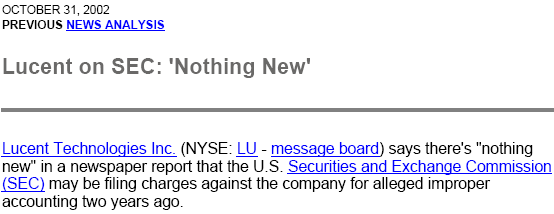 OCTOBER 31, 2002
PREVIOUS NEWS ANALYSIS
Lucent on SEC: 'Nothing New'
Lucent Technologies Inc. (NYSE: LU - message board) says there's "nothing
new" in a newspaper report that the U.S. Securities and Exchange Commission
(SEC) may be filing charges against the company for alleged improper
accounting two years ago.